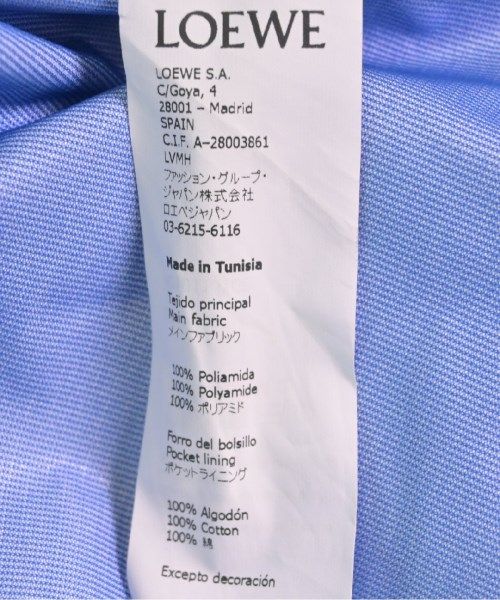 LOEWE
LOEWE S.A.
C/Goya, 4
28001 – Madrid
SPAIN
C.I.F. A-28003861
LVMH
ファッション・グループ・
ジャパン株式会社
ロエベジャパン
03-6215-6116
Made in Tunisia
Tejido principal
Main fabric
メインファブリック
100% Poliamida
100% Polyamide
100% ポリアミド
Forro del bolsillo
Pocket lining
ポケットライニング
100% Algodón
100% Cotton
100% 綿
Excepto decoración